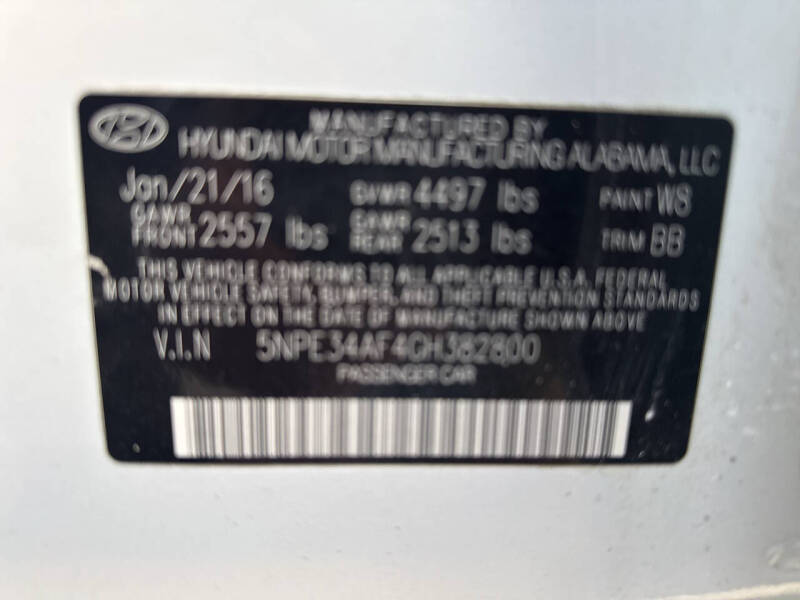 MANUFACTURED BY
HYUNDAI MOTOR MANUFACTURING ALABAMA, LLC
Jan/21/16 GVWR 4497 lbs PAINT W8
GAWR FRONT 2557 lbs GAWR REAR 2513 lbs TRIM BB
THIS VEHICLE CONFORMS TO ALL APPLICABLE U.S.A. FEDERAL
MOTOR VEHICLE SAFETY, BUMPER, AND THEFT PREVENTION STANDARDS
IN EFFECT ON THE DATE OF MANUFACTURE SHOWN ABOVE.
V.I.N 5NPE34AF4GH382800
PASSENGER CAR